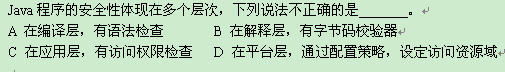 Java 程序的安全性体现在多个层次，下列说法不正确的是______。
A 在编译层，有语法检查 B 在解释层，有字节码校验器
C 在应用层，有访问权限检查 D 在平台层，通过配置策略，设定访问资源域